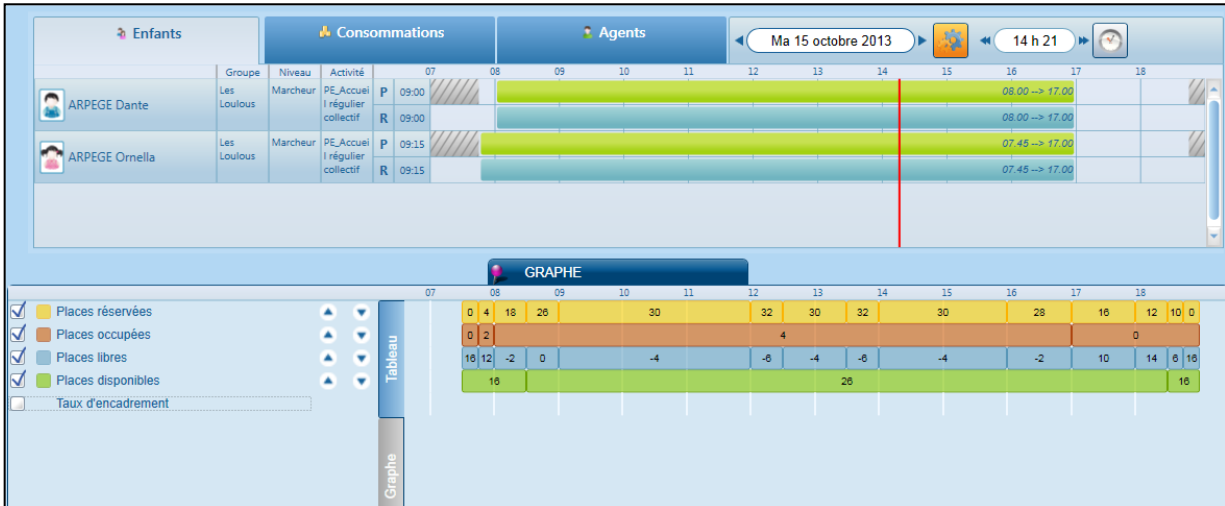 Enfants Consommations Agents Ma 15 octobre 2013 14 h 21
Groupe Niveau Activité 07 08 09 10 11 12 13 14 15 16 17 18
ARPEGE Dante Les Marcheur PE_Accuei P 09:00 08.00 --> 17.00
Loulous l régulier
collectif R 09:00 08.00 --> 17.00
ARPEGE Ornella Les Marcheur PE_Accuei P 09:15 07.45 --> 17.00
Loulous l régulier
collectif R 09:15 07.45 --> 17.00
GRAPHE
07 08 09 10 11 12 13 14 15 16 17 18
Places réservées 0 4 18 26 30 32 30 32 30 28 16 12 10 0
Places occupées 0 2 4 0
Places libres 16 12 -2 0 -4 -6 -4 -6 -4 -2 10 14 6 16
Places disponibles 16 26 16
Taux d'encadrement
Tableau
Graphe